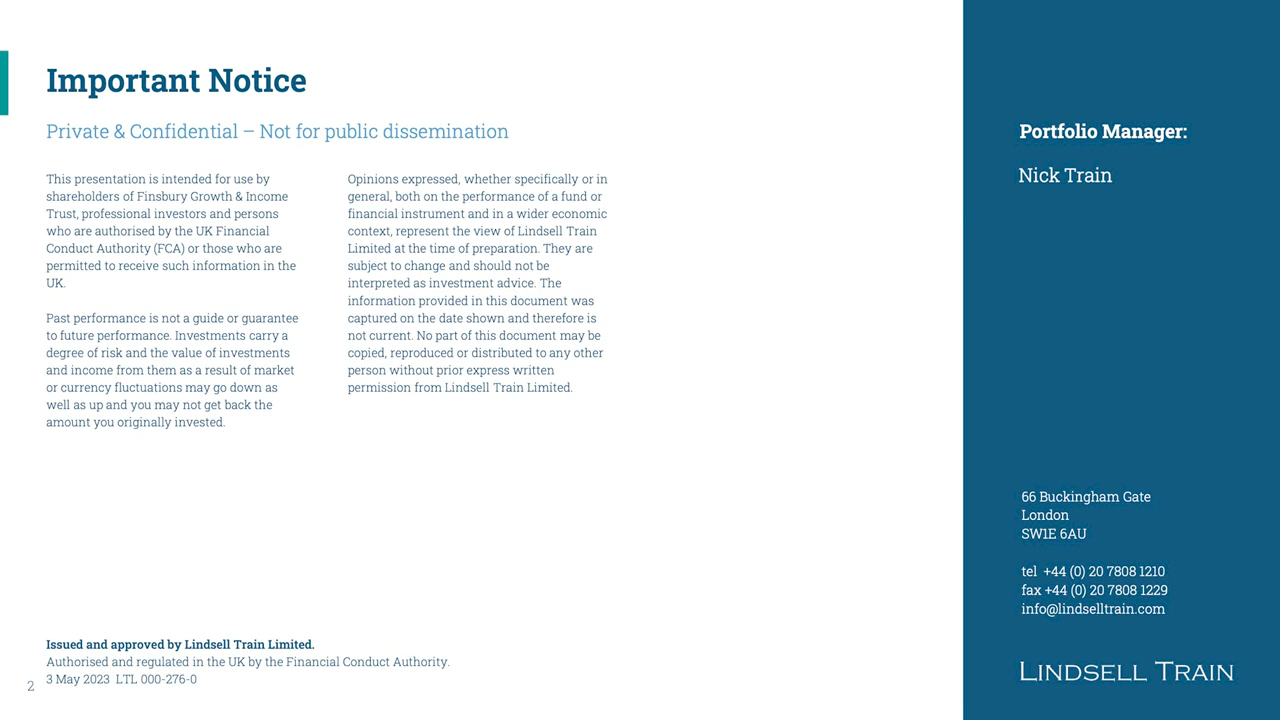 Important Notice
Private & Confidential – Not for public dissemination
This presentation is intended for use by
shareholders of Finsbury Growth & Income
Trust, professional investors and persons
who are authorised by the UK Financial
Conduct Authority (FCA) or those who are
permitted to receive such information in the
UK.
Past performance is not a guide or guarantee
to future performance. Investments carry a
degree of risk and the value of investments
and income from them as a result of market
or currency fluctuations may go down as
well as up and you may not get back the
amount you originally invested.
Opinions expressed, whether specifically or in
general, both on the performance of a fund or
financial instrument and in a wider economic
context, represent the view of Lindsell Train
Limited at the time of preparation. They are
subject to change and should not be
interpreted as investment advice. The
information provided in this document was
captured on the date shown and therefore is
not current. No part of this document may be
copied, reproduced or distributed to any other
person without prior express written
permission from Lindsell Train Limited.
Issued and approved by Lindsell Train Limited.
Authorised and regulated in the UK by the Financial Conduct Authority.
3 May 2023 LTL 000-276-0
2
Portfolio Manager:
Nick Train
66 Buckingham Gate
London
SW1E 6AU
tel +44 (0) 20 7808 1210
fax +44 (0) 20 7808 1229
info@lindselltrain.com
LINDSELL TRAIN